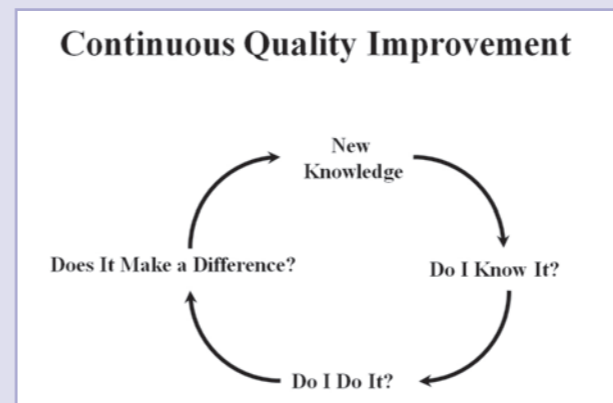 Continuous Quality Improvement
New
Knowledge
Do I Know It?
Do I Do It?
Does It Make a Difference?